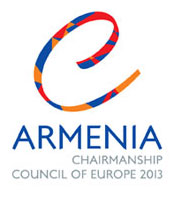 ARMENIA
CHAIRMANSHIP
COUNCIL OF EUROPE 2013